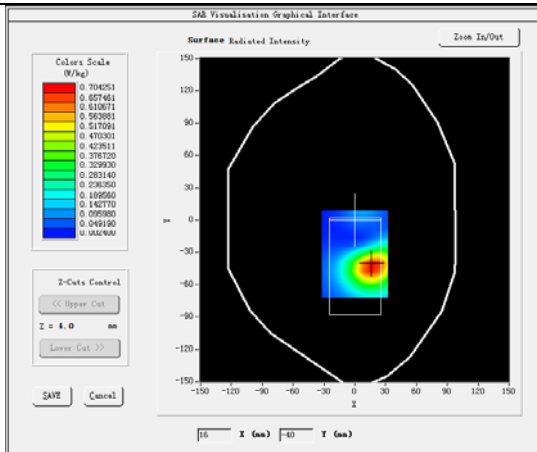 SAR Visualisation Graphical Interface
Surface Radiated Intensity
Zoom In/Out
Colors Scale
(W/kg)
0.704251
0.657461
0.610671
0.563881
0.517091
0.470301
0.423511
0.376720
0.329930
0.283140
0.236350
0.189560
0.142770
0.095980
0.049190
0.002400
150
120
90
60
30
0
-30
-60
-90
-120
-150
Y
-150 -120 -90 -60 -30 0 30 60 90 120 150
X
Z-Cuts Control
<< Upper Cut
Z = 4.0 mm
Lower Cut >>
SAVE Cancel
16 X (mm) -40 Y (mm)